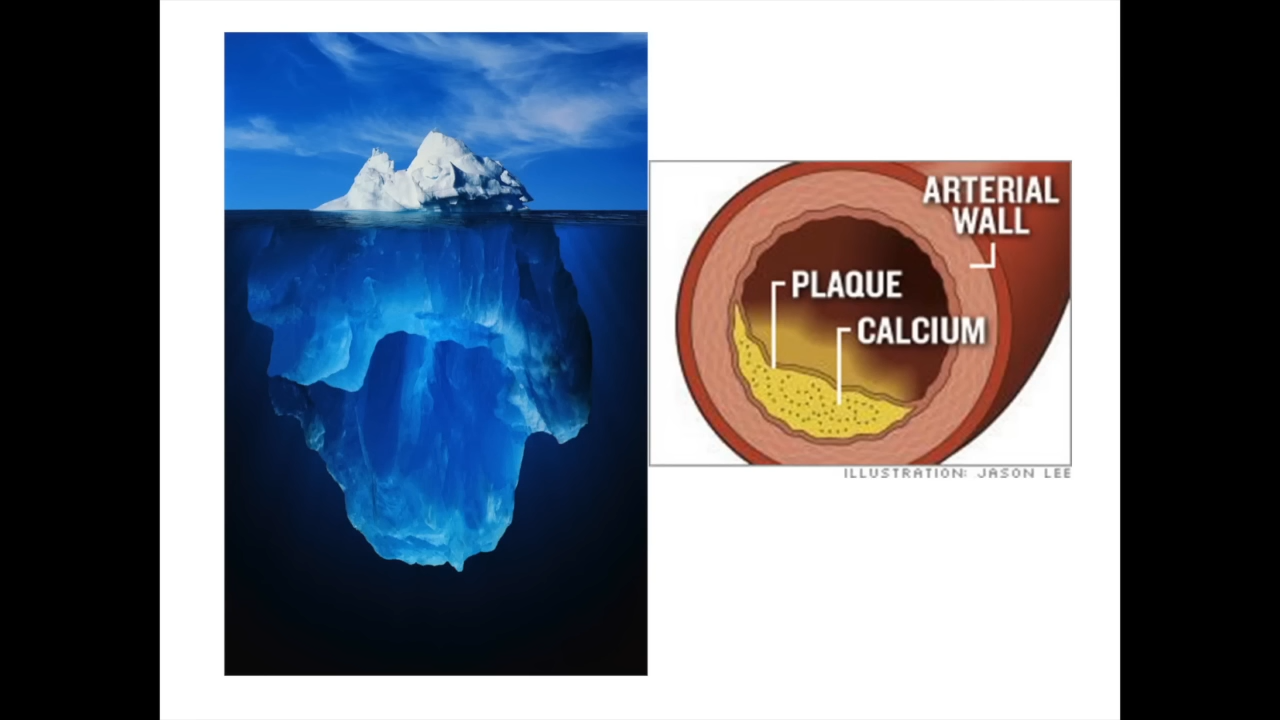 ARTERIAL
WALL
PLAQUE
CALCIUM
ILLUSTRATION: JASON LEE